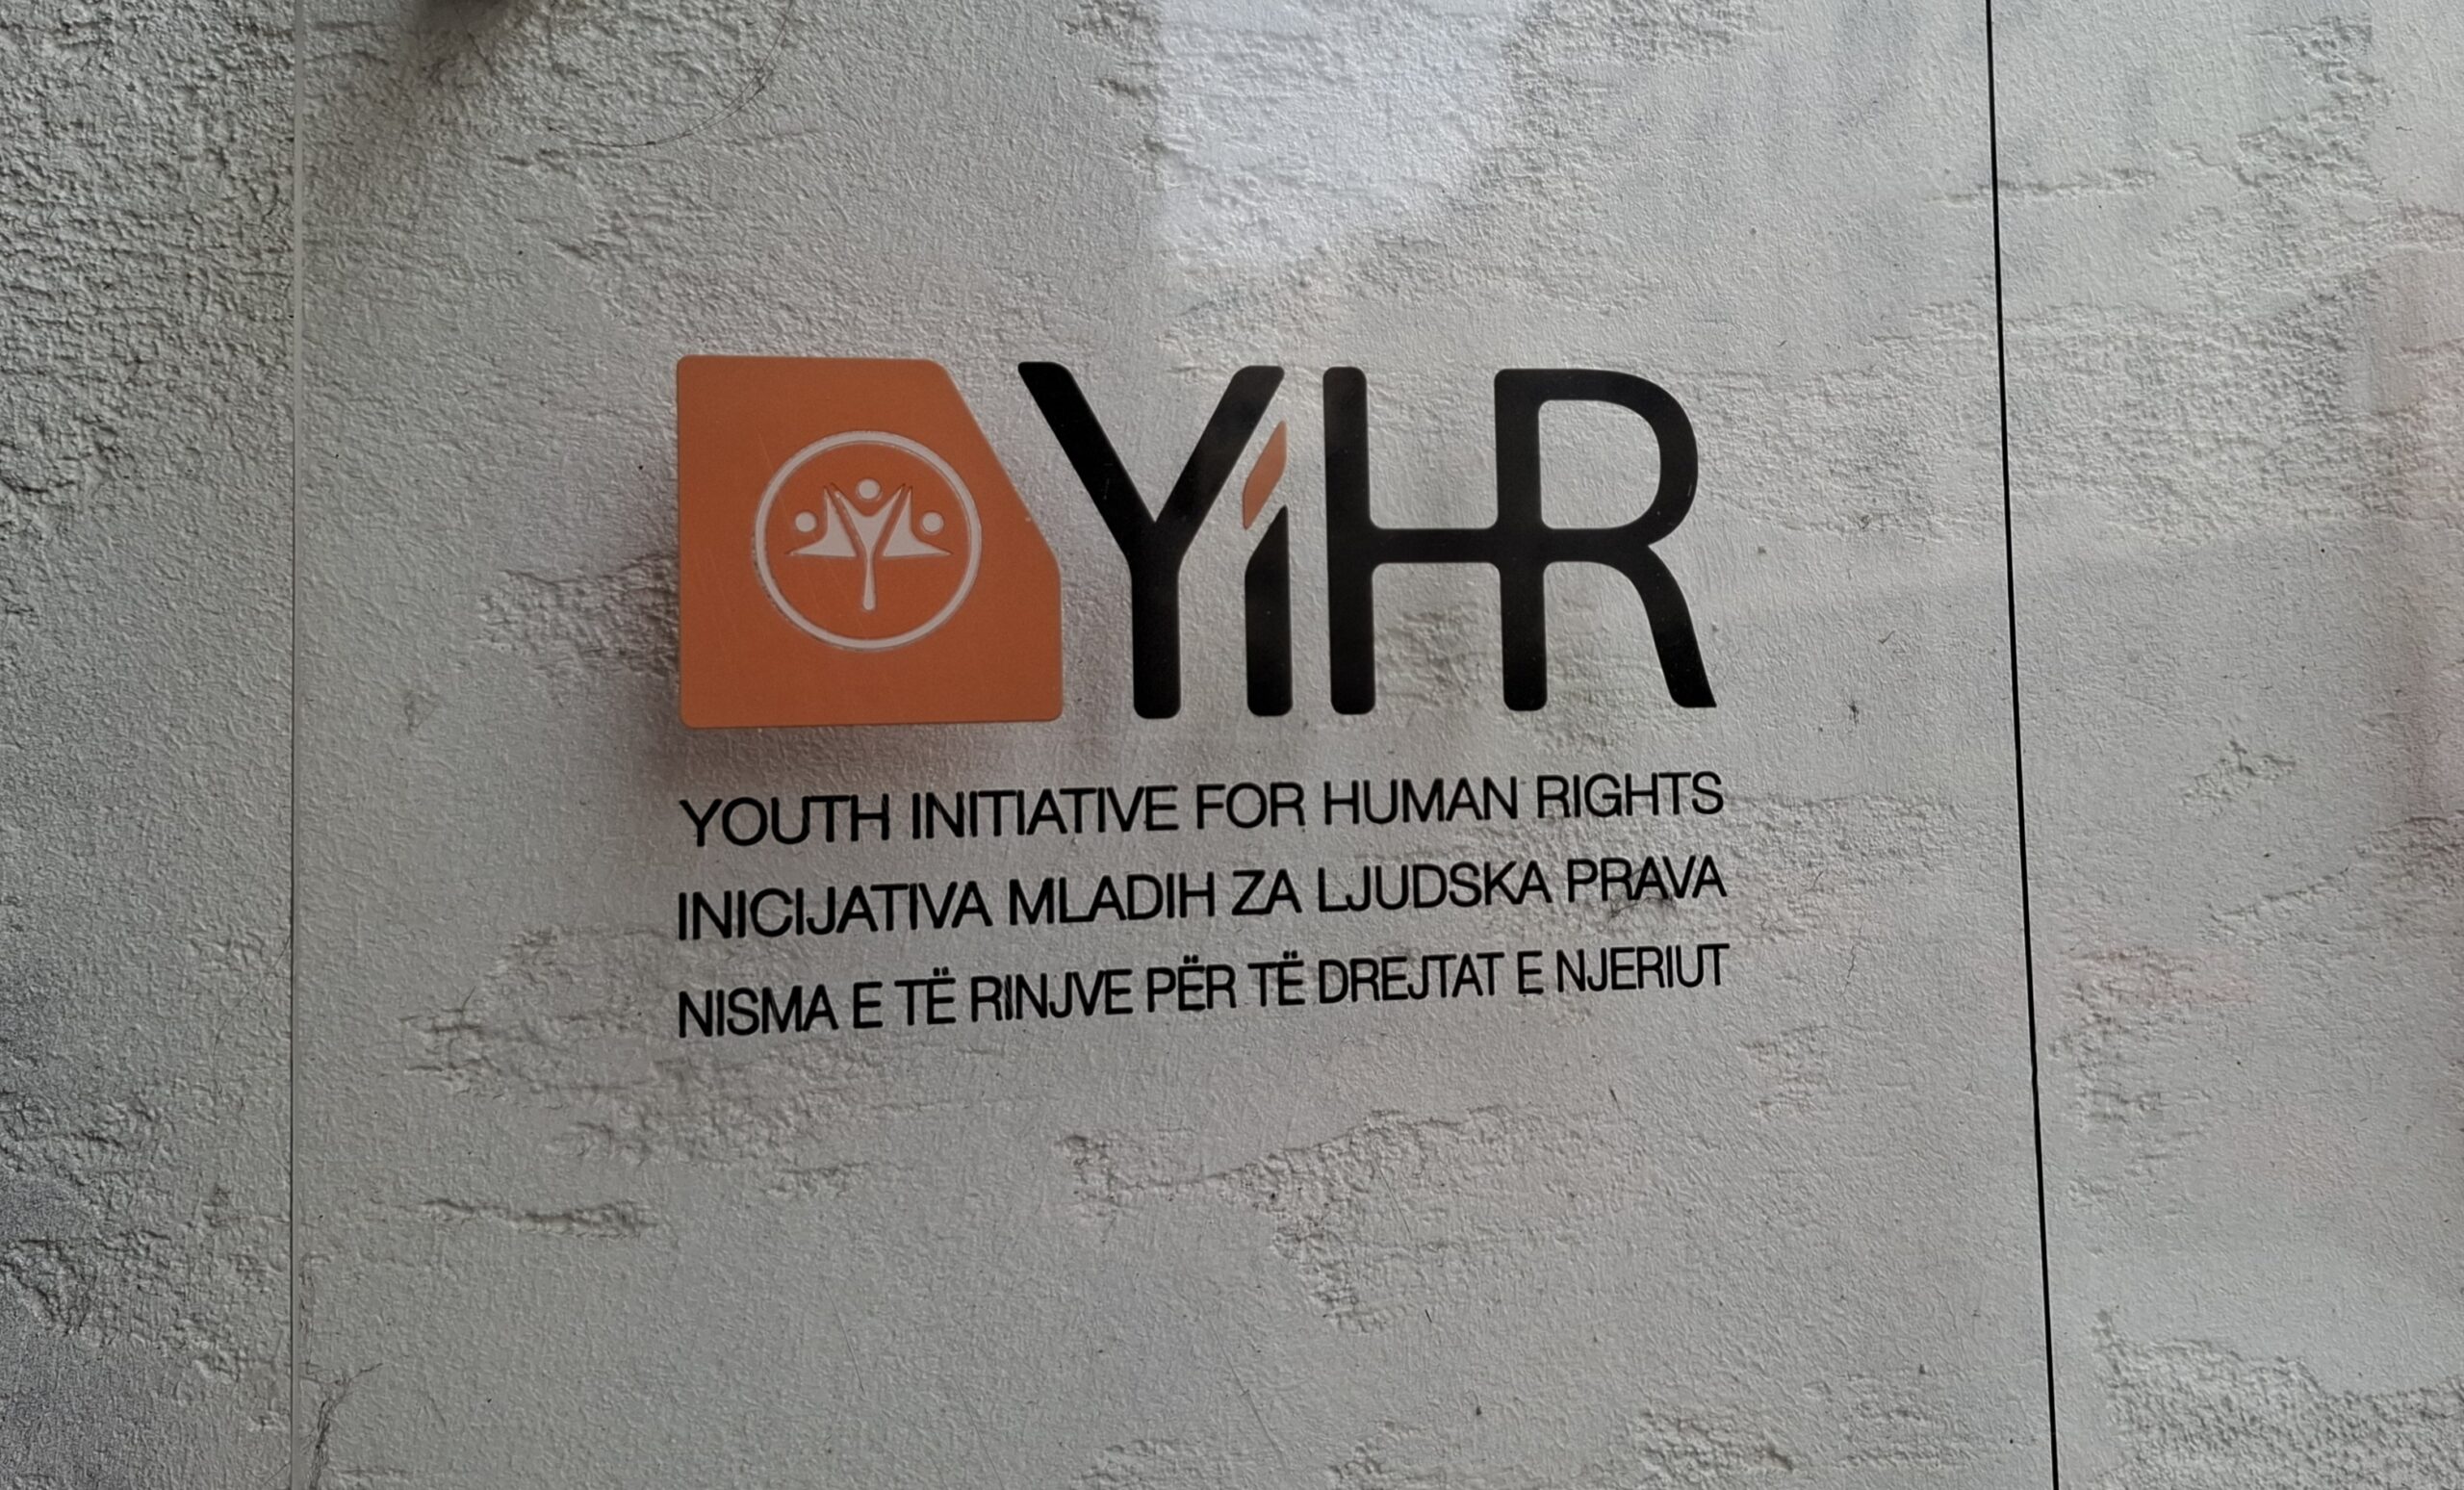 YiHR
YOUTH INITIATIVE FOR HUMAN RIGHTS
INICIJATIVA MLADIH ZA LJUDSKA PRAVA
NISMA E TË RINJVE PËR TË DREJTAT E NJERIUT